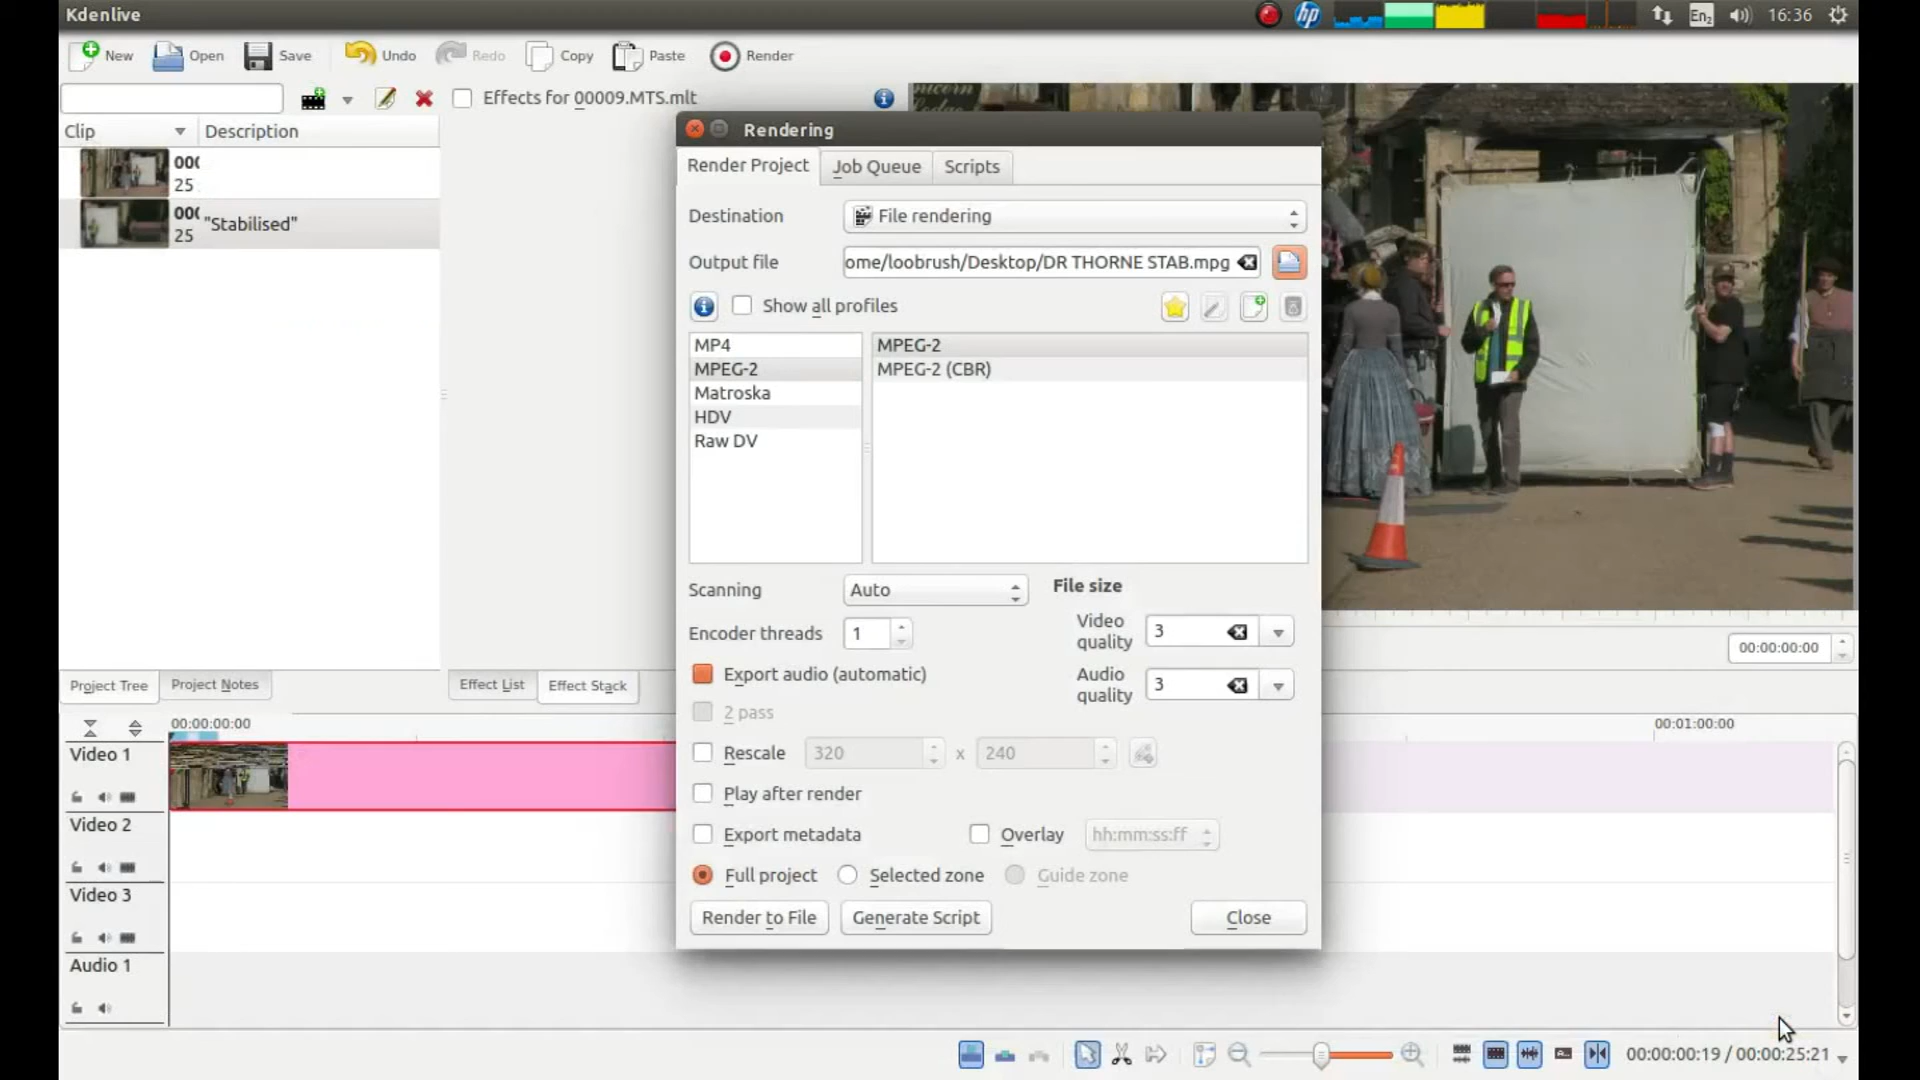 Kdenlive
En2
16:36
New
Open
Save
Undo
Redo
Copy
Paste
Render
Effects for 00009.MTS.mlt
Clip
Description
25
"Stabilised"
25
Rendering
Render Project
Job Queue
Scripts
Destination
File rendering
Output file
ome/loobrush/Desktop/DR THORNE STAB.mpg
Show all profiles
MP4
MPEG-2
Matroska
HDV
Raw DV
MPEG-2
MPEG-2 (CBR)
Scanning
Auto
File size
Encoder threads
1
Video quality
3
Export audio (automatic)
Audio quality
3
2 pass
Rescale
320
x
240
Play after render
Export metadata
Overlay
hh:mm:ss:ff
Full project
Selected zone
Guide zone
Render to File
Generate Script
Close
00:00:00:00
Project Tree
Project Notes
Effect List
Effect Stack
00:00:00:00
00:01:00:00
Video 1
Video 2
Video 3
Audio 1
00:00:00:19 / 00:00:25:21